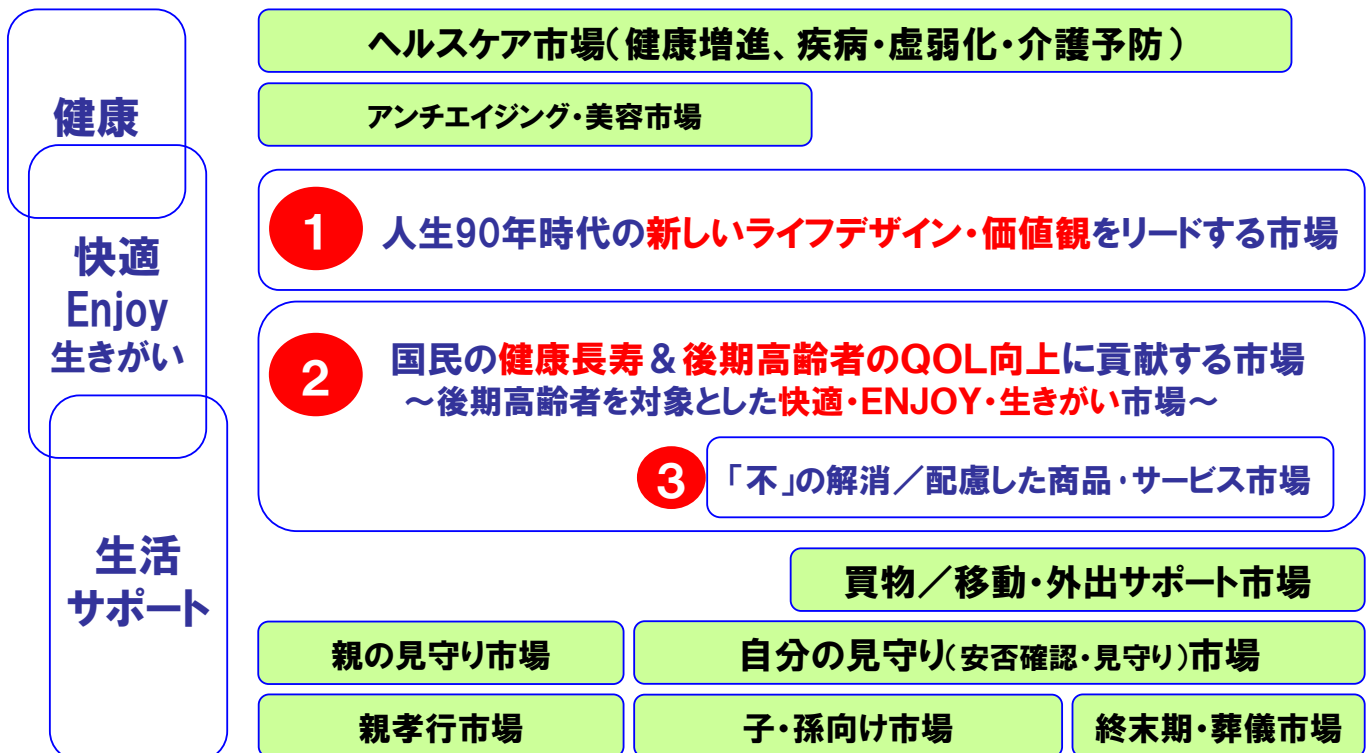 健康
快適
Enjoy
生きがい
生活
サポート
ヘルスケア市場(健康増進、疾病・虚弱化・介護予防)
アンチエイジング・美容市場
1
人生90年時代の新しいライフデザイン・価値観をリードする市場
2
国民の健康長寿&後期高齢者のQOL向上に貢献する市場
～後期高齢者を対象とした快適・ENJOY・生きがい市場～
3
「不」の解消／配慮した商品・サービス市場
買物／移動・外出サポート市場
親の見守り市場
自分の見守り(安否確認・見守り)市場
親孝行市場
子・孫向け市場
終末期・葬儀市場